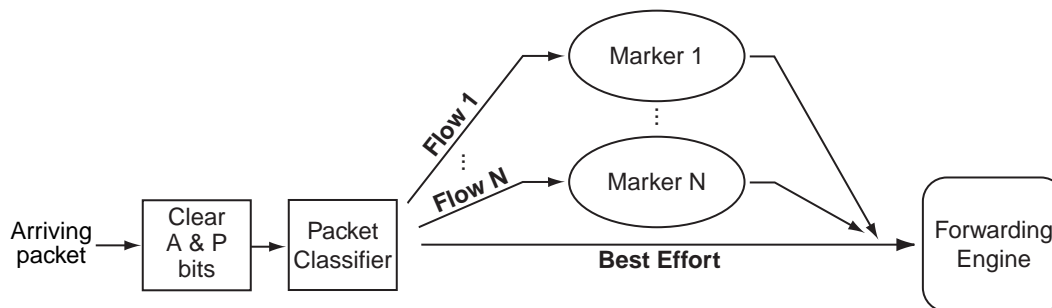 Arriving
packet
Clear
A & P
bits
Packet
Classifier
Flow 1
⋮
Flow N
Marker 1
⋮
Marker N
Best Effort
Forwarding
Engine